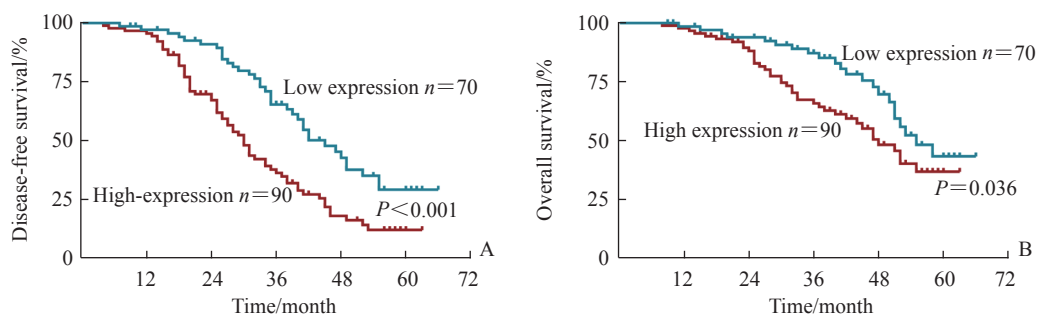 100
75
50
25
0
Disease-free survival/%
Low expression n=70
High-expression n=90
P<0.001
A
12 24 36 48 60 72
Time/month
100
75
50
25
0
Overall survival/%
Low expression n=70
High expression n=90
P=0.036
B
12 24 36 48 60 72
Time/month